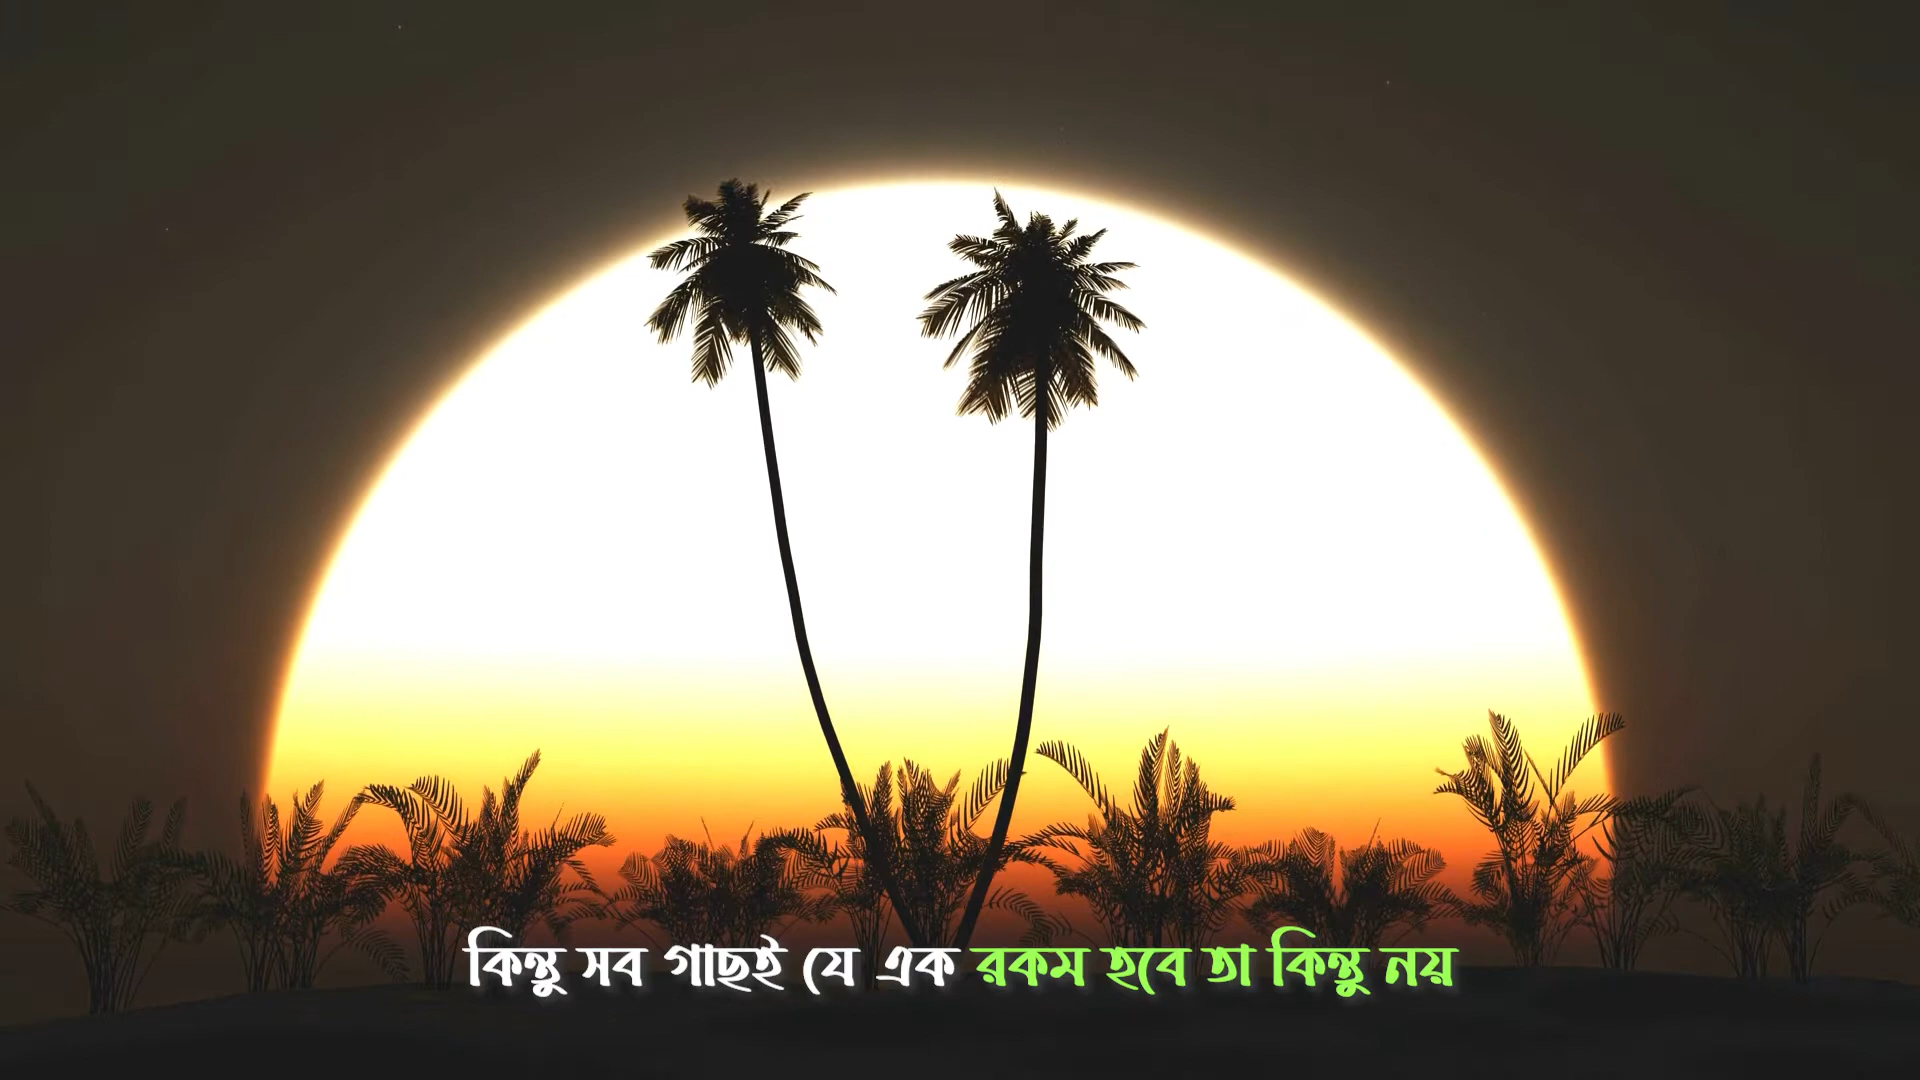 কিন্তু সব গাছই যে এক রকম হবে তা কিন্তু নয়